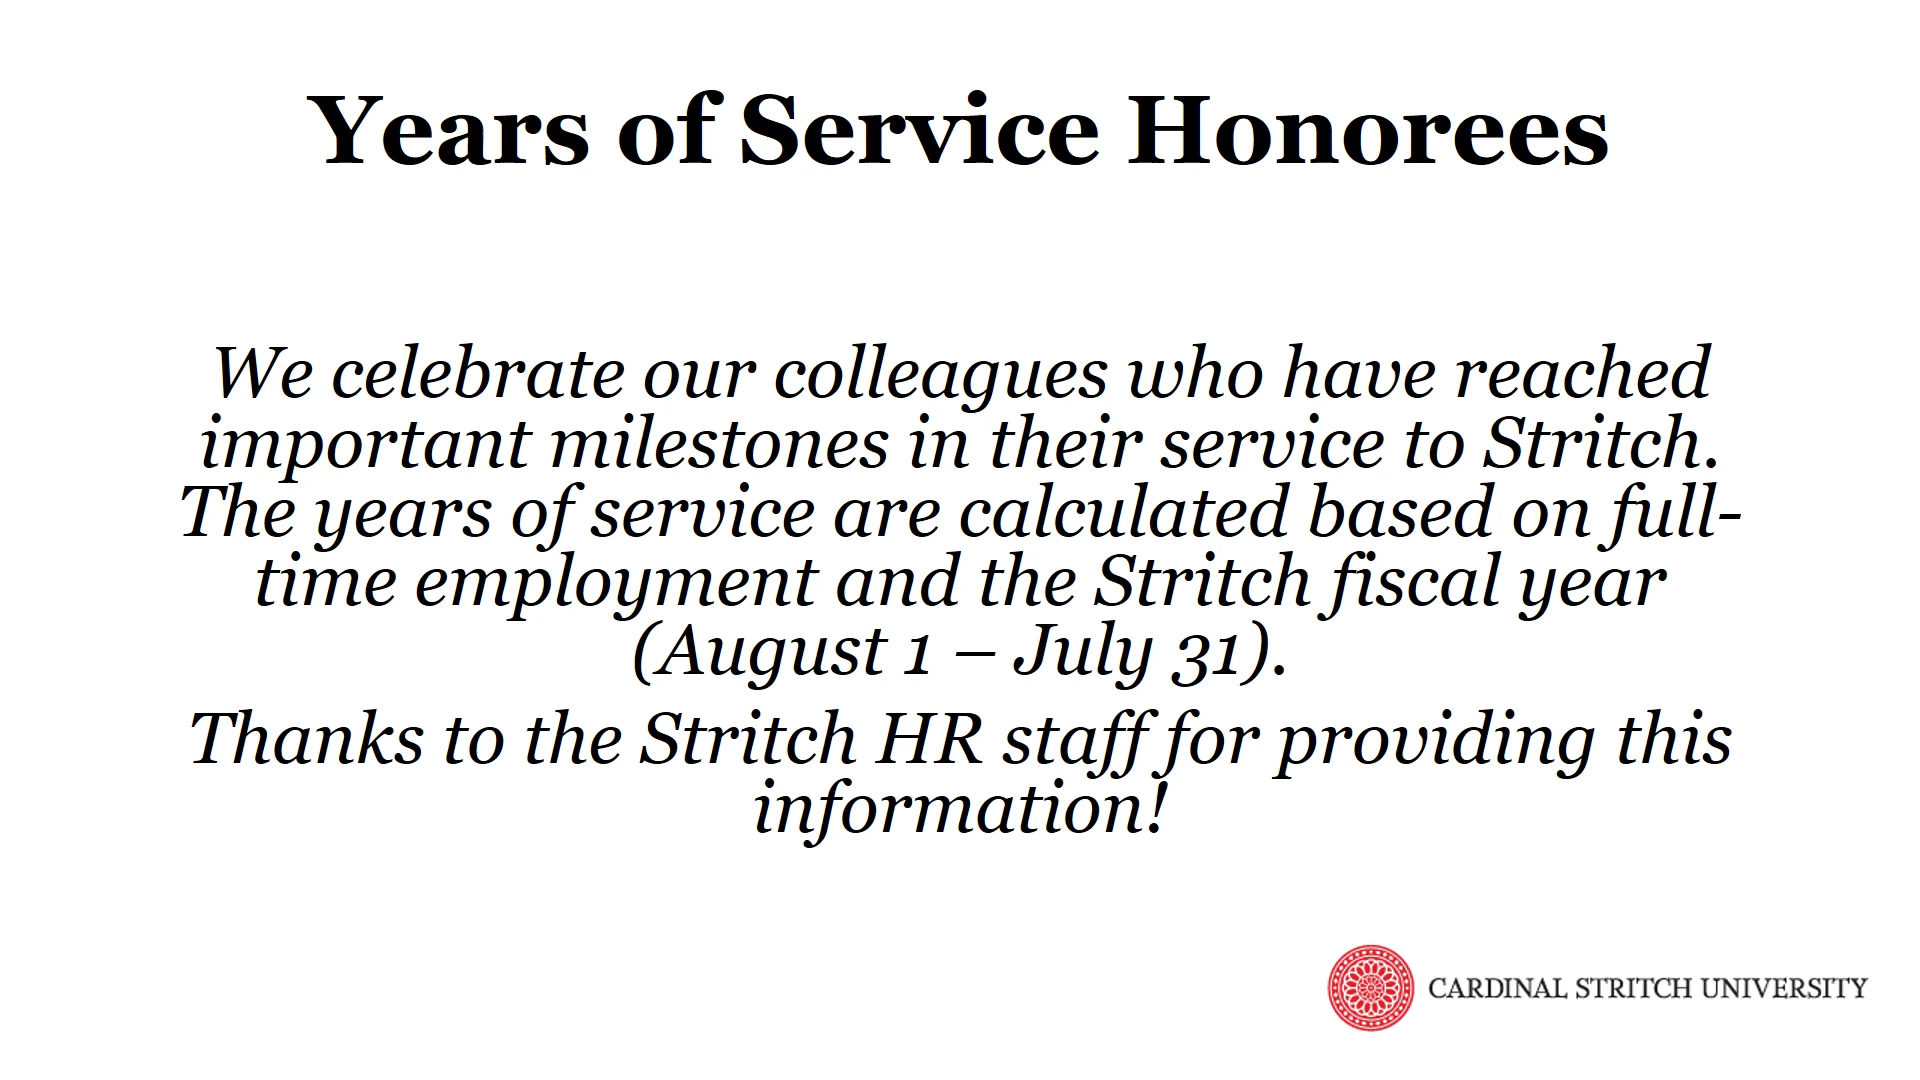 Years of Service Honorees
We celebrate our colleagues who have reached
important milestones in their service to Stritch.
The years of service are calculated based on full-
time employment and the Stritch fiscal year
(August 1 – July 31).
Thanks to the Stritch HR staff for providing this
information!
CARDINAL STRITCH UNIVERSITY